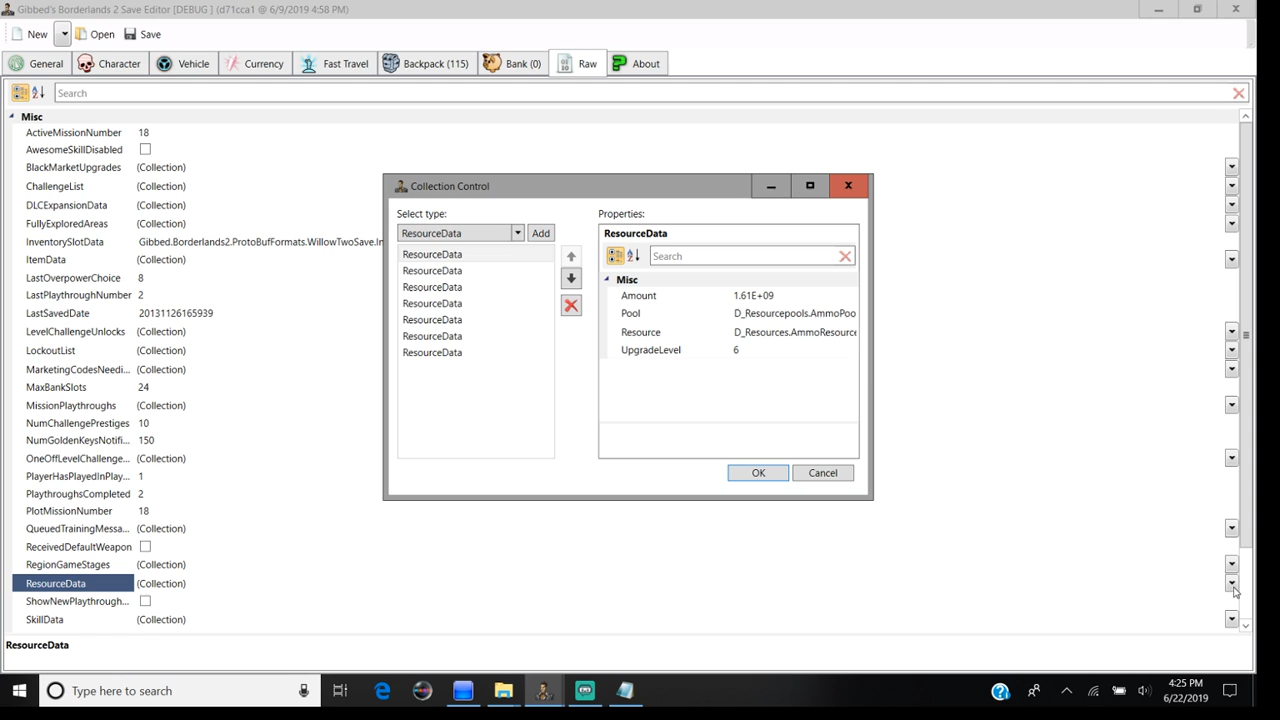 Gibbed's Borderlands 2 Save Editor [DEBUG] (d71cca1 @ 6/9/2019 4:58 PM)
New Open Save
General Character Vehicle Currency Fast Travel Backpack (115) Bank (0) Raw About
Search
Misc
ActiveMissionNumber 18
AwesomeSkillDisabled
BlackMarketUpgrades (Collection)
ChallengeList (Collection)
DLCExpansionData (Collection)
FullyExploredAreas (Collection)
InventorySlotData Gibbed.Borderlands2.ProtoBufFormats.WillowTwoSave.In
ItemData (Collection)
LastOverpowerChoice 8
LastPlaythroughNumber 2
LastSavedDate 20131126165939
LevelChallengeUnlocks (Collection)
LockoutList (Collection)
MarketingCodesNeedi... (Collection)
MaxBankSlots 24
MissionPlaythroughs (Collection)
NumChallengePrestiges 10
NumGoldenKeysNotifi... 150
OneOffLevelChallenge... (Collection)
PlayerHasPlayedInPlay... 1
PlaythroughsCompleted 2
PlotMissionNumber 18
QueuedTrainingMessa... (Collection)
ReceivedDefaultWeapon
RegionGameStages (Collection)
ResourceData (Collection)
ShowNewPlaythrough...
SkillData (Collection)
ResourceData
Collection Control
Select type:
ResourceData Add
ResourceData
ResourceData
ResourceData
ResourceData
ResourceData
ResourceData
ResourceData
Properties:
ResourceData
Search
Misc
Amount 1.61E+09
Pool D_Resourcepools.AmmoPoo
Resource D_Resources.AmmoResource
UpgradeLevel 6
OK Cancel
Type here to search
4:25 PM
6/22/2019